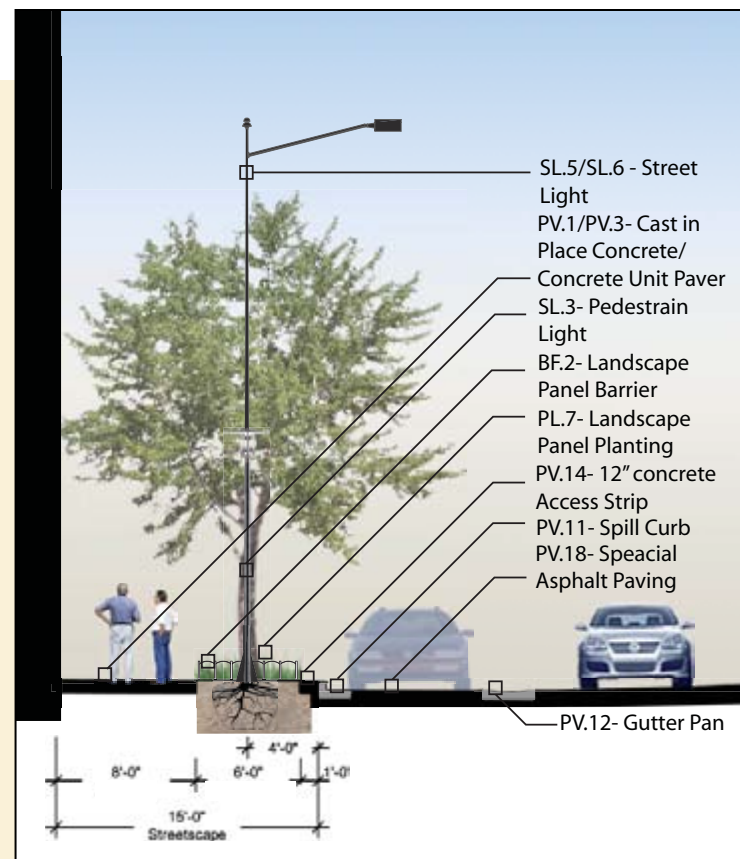 SL.5/SL.6 - Street
Light
PV.1/PV.3- Cast in
Place Concrete/
Concrete Unit Paver
SL.3- Pedestrain
Light
BF.2- Landscape
Panel Barrier
PL.7- Landscape
Panel Planting
PV.14- 12” concrete
Access Strip
PV.11- Spill Curb
PV.18- Speacial
Asphalt Paving
PV.12- Gutter Pan
4'-0"
8'-0" 6'-0" 1'-0"
15'-0"
Streetscape